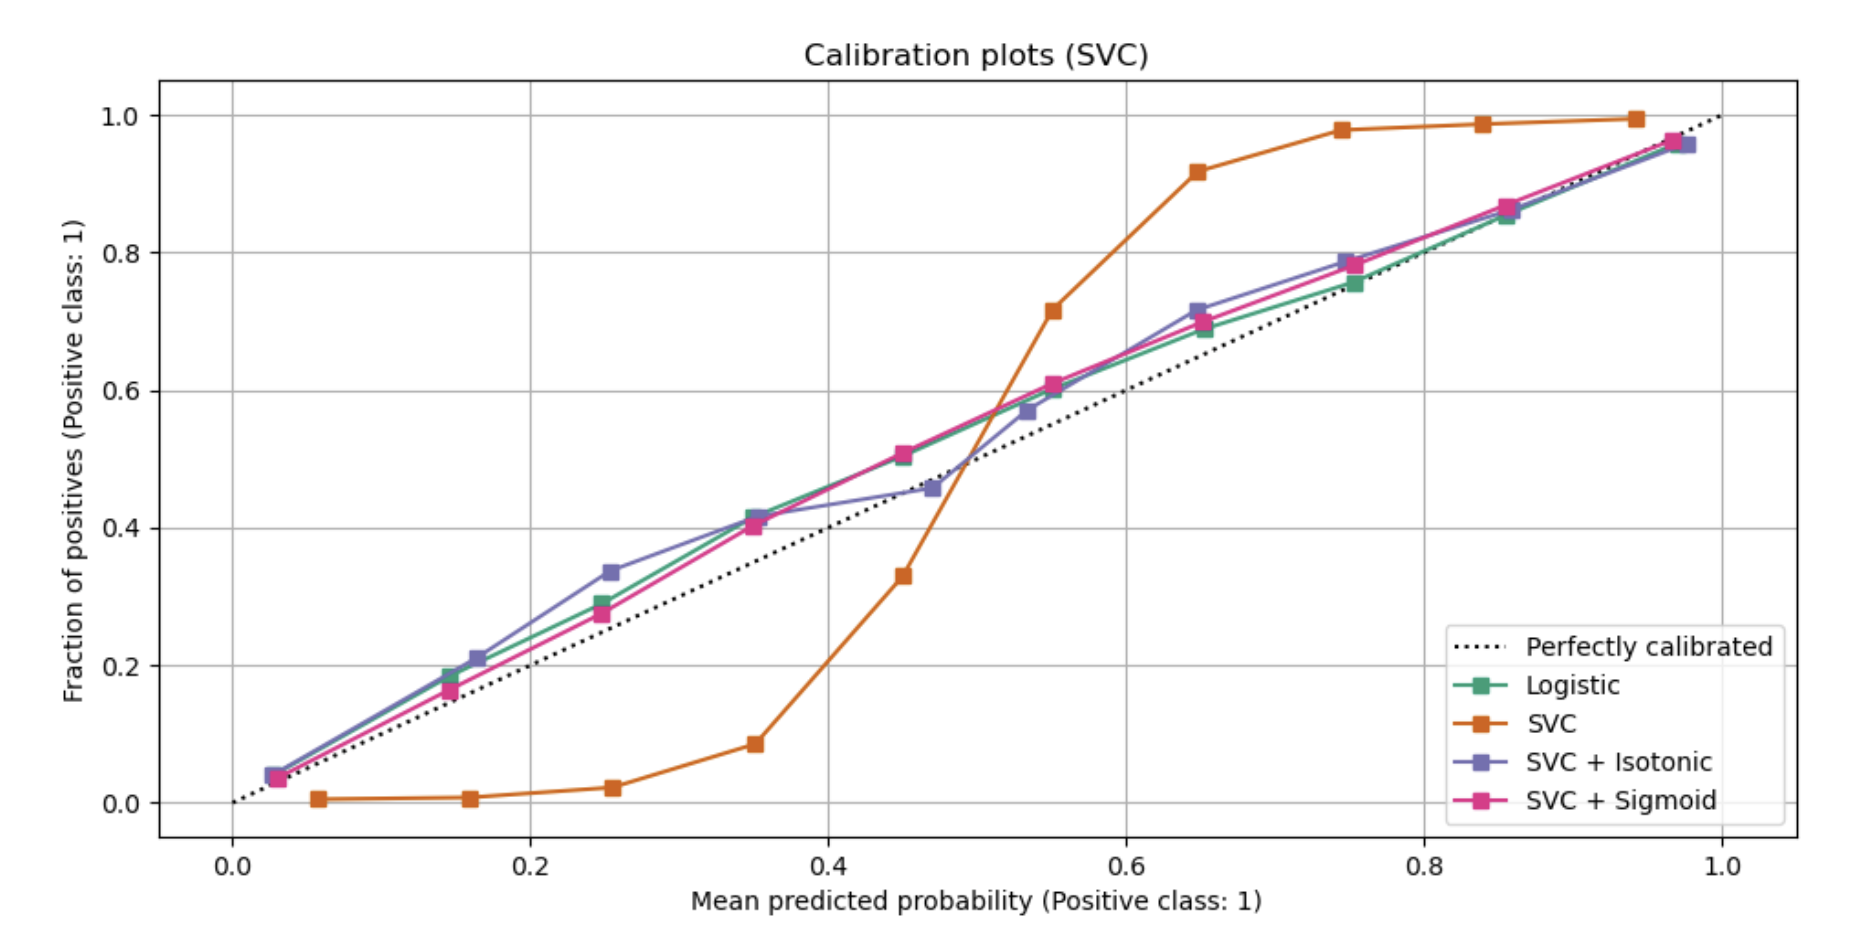 Calibration plots (SVC)
1.0
0.8
0.6
0.4
0.2
0.0
Fraction of positives (Positive class: 1)
Perfectly calibrated
Logistic
SVC
SVC + Isotonic
SVC + Sigmoid
0.0 0.2 0.4 0.6 0.8 1.0
Mean predicted probability (Positive class: 1)